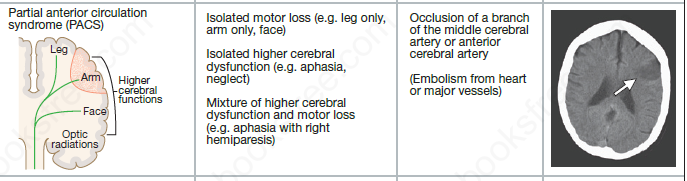 Partial anterior circulation
syndrome (PACS)
Leg
Arm
Face
Optic
radiations
Higher
cerebral
functions
Isolated motor loss (e.g. leg only,
arm only, face)
Isolated higher cerebral
dysfunction (e.g. aphasia,
neglect)
Mixture of higher cerebral
dysfunction and motor loss
(e.g. aphasia with right
hemiparesis)
Occlusion of a branch
of the middle cerebral
artery or anterior
cerebral artery
(Embolism from heart
or major vessels)